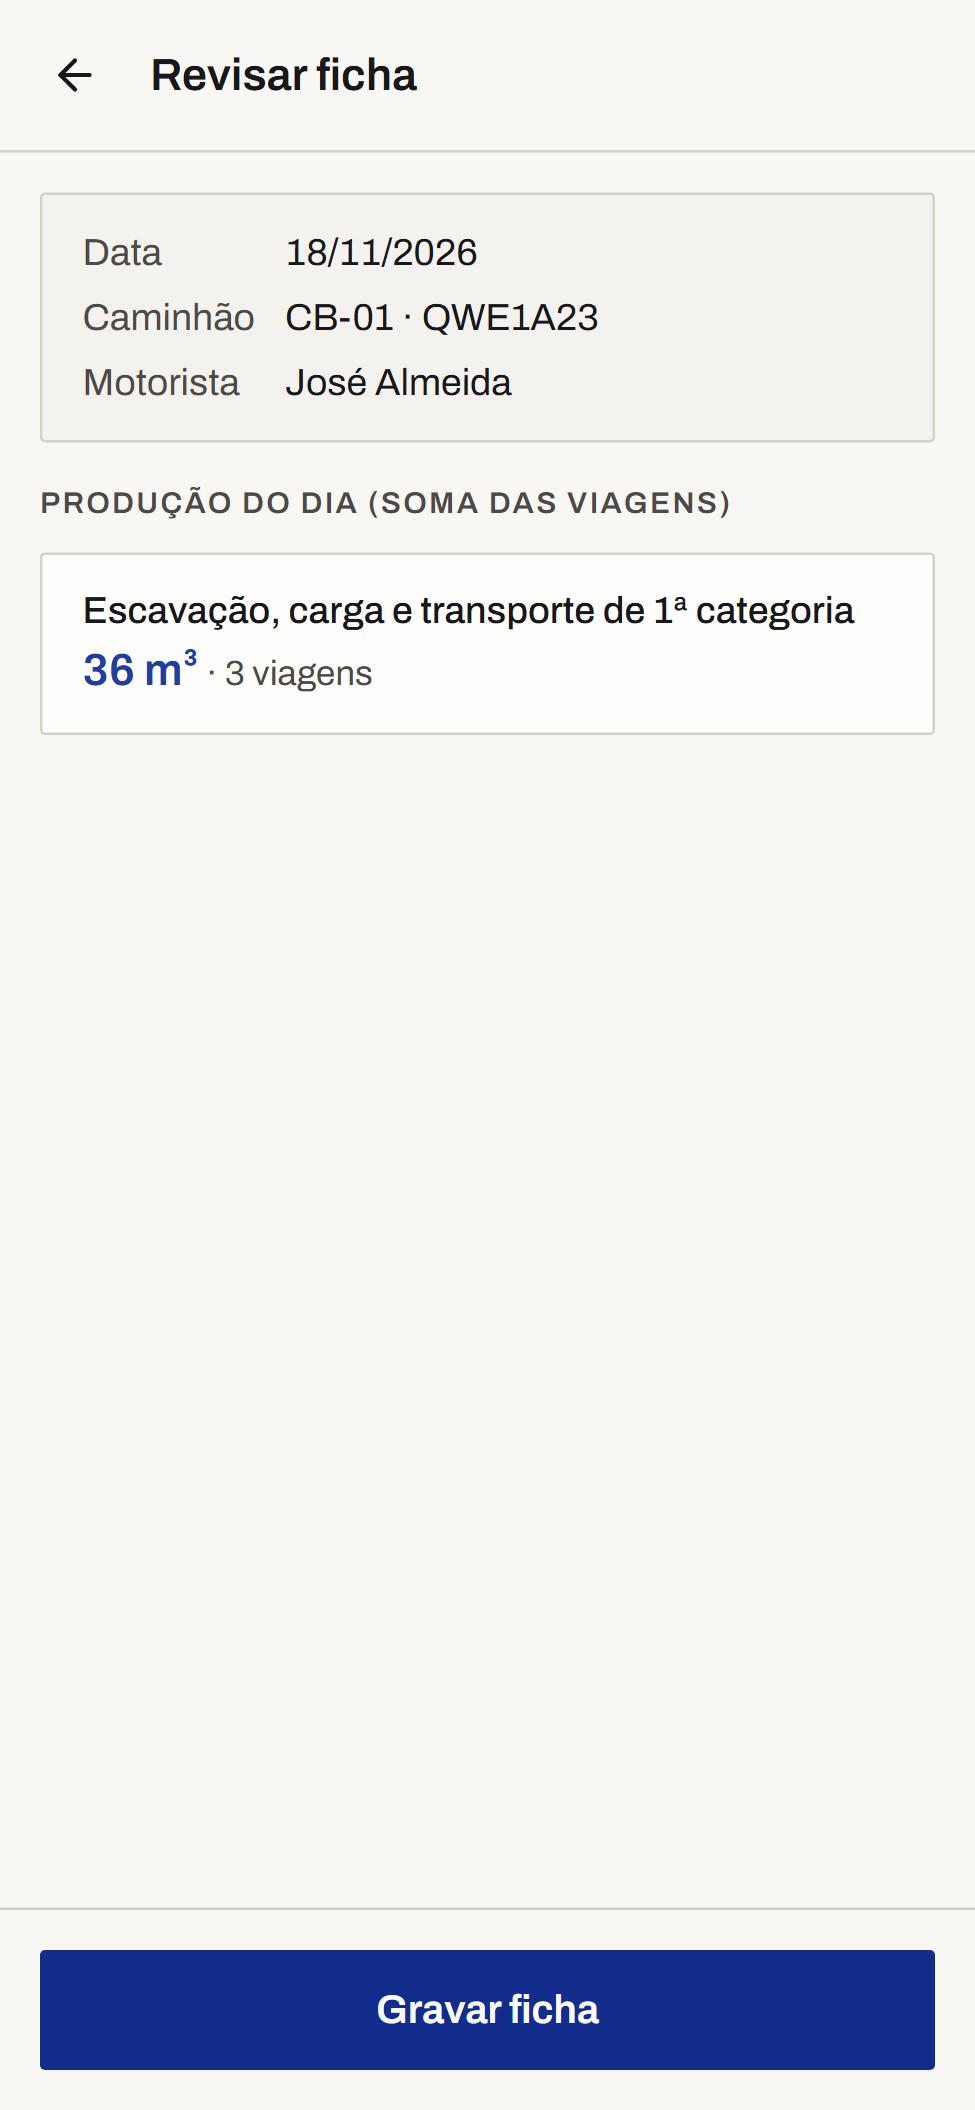 Revisar ficha
Data 18/11/2026
Caminhão CB-01 · QWE1A23
Motorista José Almeida
PRODUÇÃO DO DIA (SOMA DAS VIAGENS)
Escavação, carga e transporte de 1ª categoria
36 m³ · 3 viagens
Gravar ficha